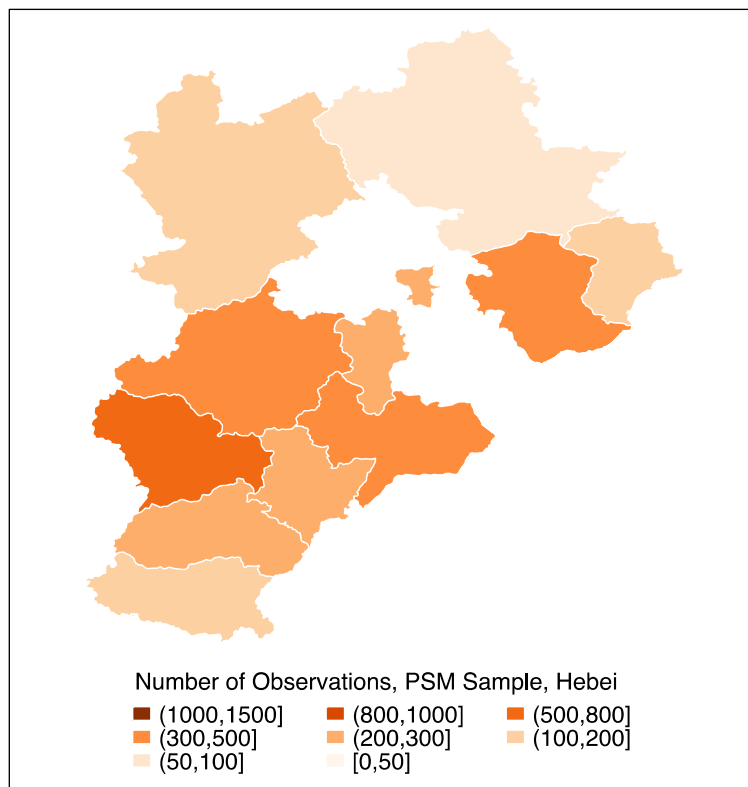 Number of Observations, PSM Sample, Hebei
(1000,1500] (800,1000] (500,800]
(300,500] (200,300] (100,200]
(50,100] [0,50]